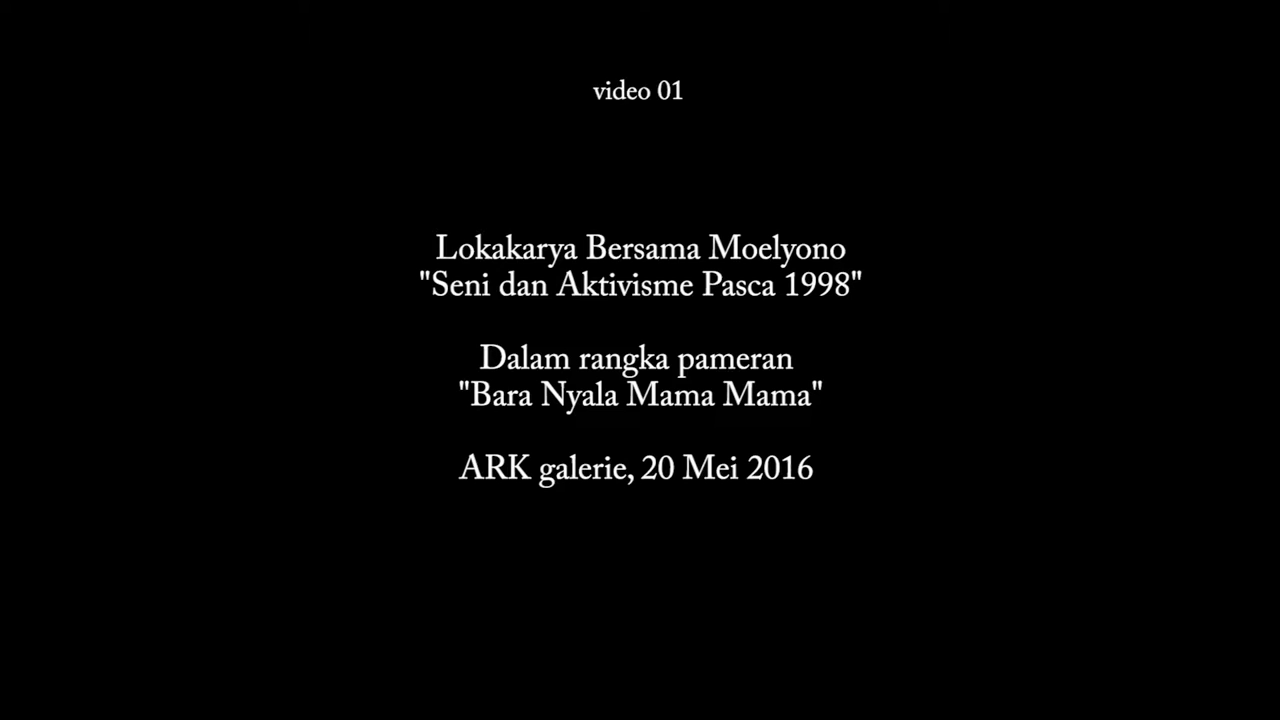 video 01
Lokakarya Bersama Moelyono
"Seni dan Aktivisme Pasca 1998"
Dalam rangka pameran
"Bara Nyala Mama Mama"
ARK galerie, 20 Mei 2016